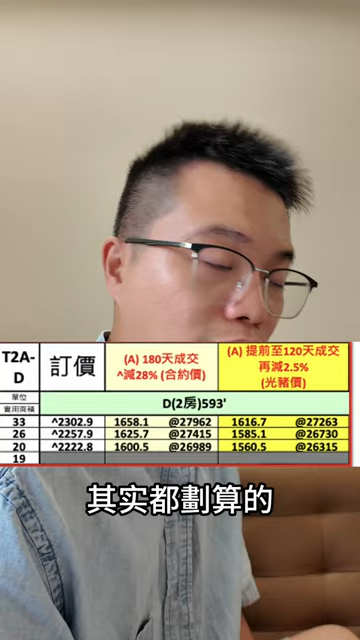 T2A-D 訂價 (A) 180天成交 ^減28% (合約價) (A) 提前至120天成交 再減2.5% (光豬價)
單位
實用面積 D(2房)593'
33 ^2302.9 1658.1 @27962 1616.7 @27263
26 ^2257.9 1625.7 @27415 1585.1 @26730
20 ^2222.8 1600.5 @26989 1560.5 @26315
19
其实都劃算的